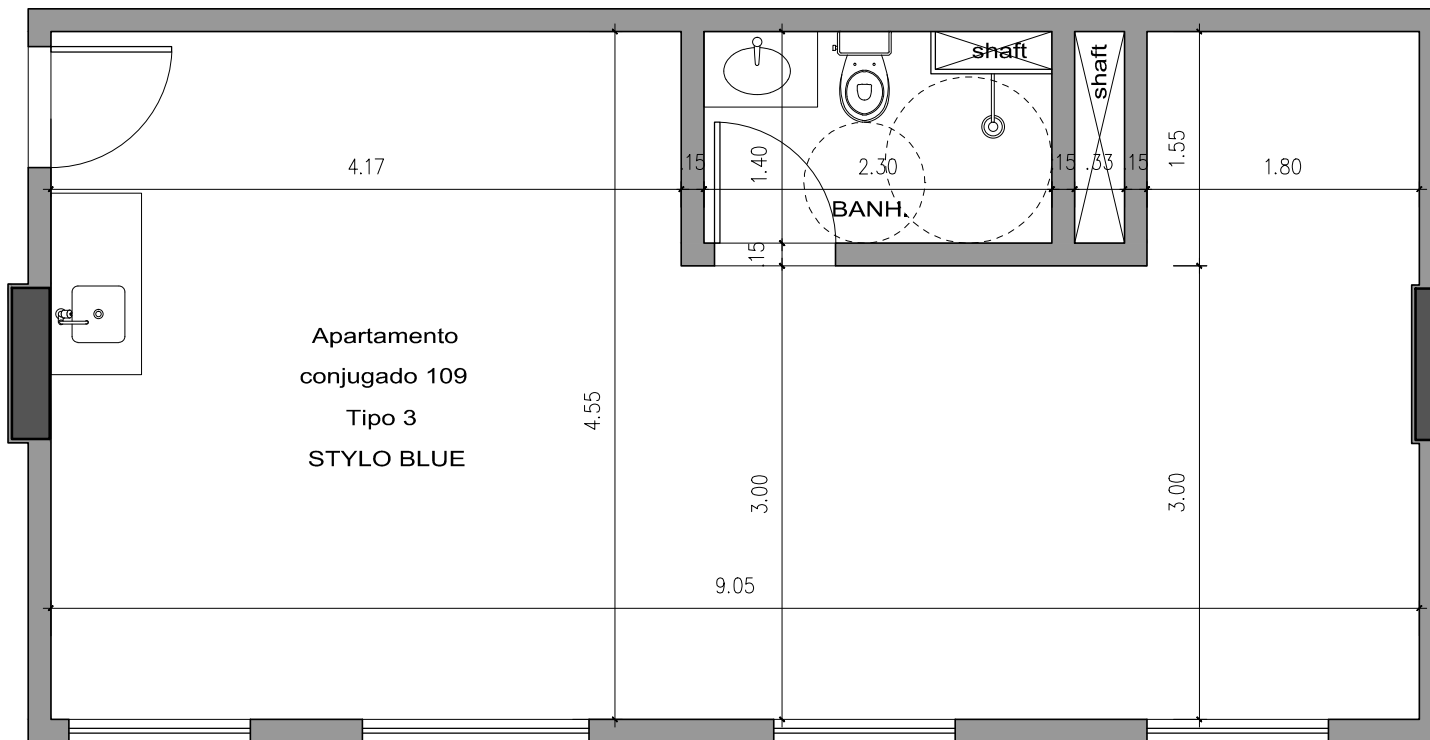 shaft
shaft
4.17
.15
1.40
2.30
.15
.33
.15
1.55
1.80
BANH.
.15
Apartamento
conjugado 109
Tipo 3
STYLO BLUE
4.55
3.00
3.00
9.05